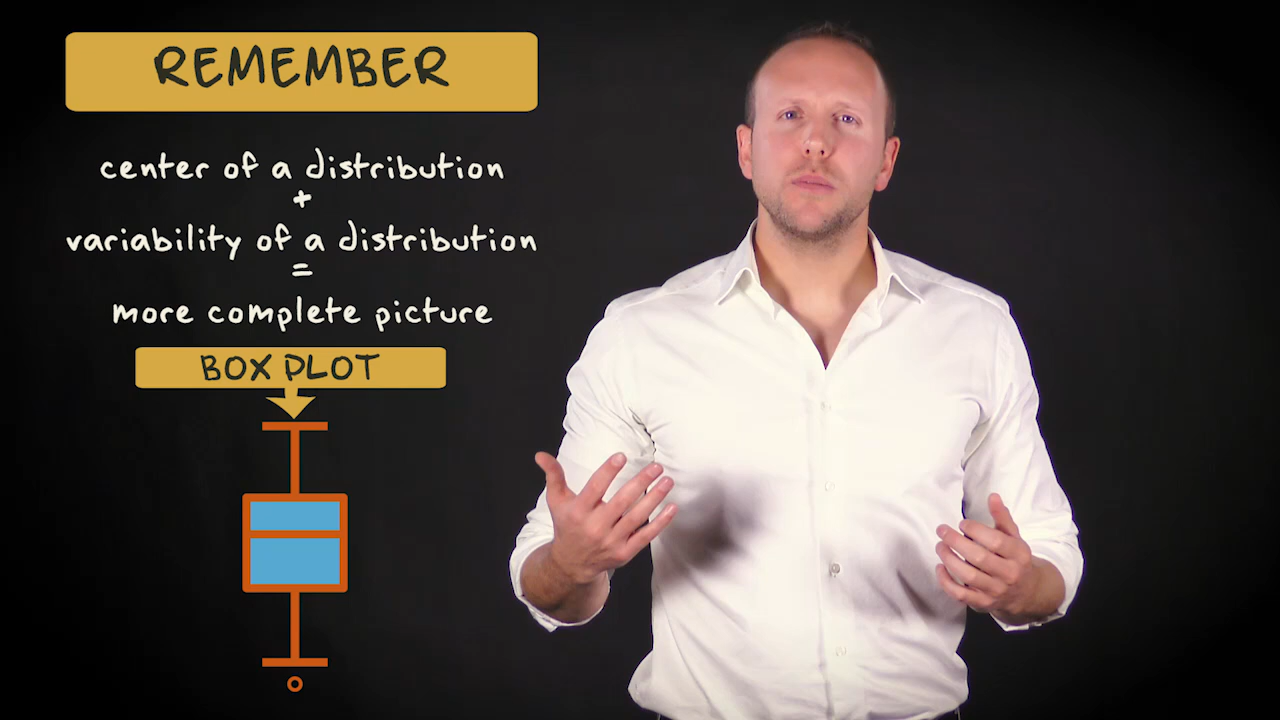 REMEMBER
center of a distribution
+
variability of a distribution
=
more complete picture
BOX PLOT